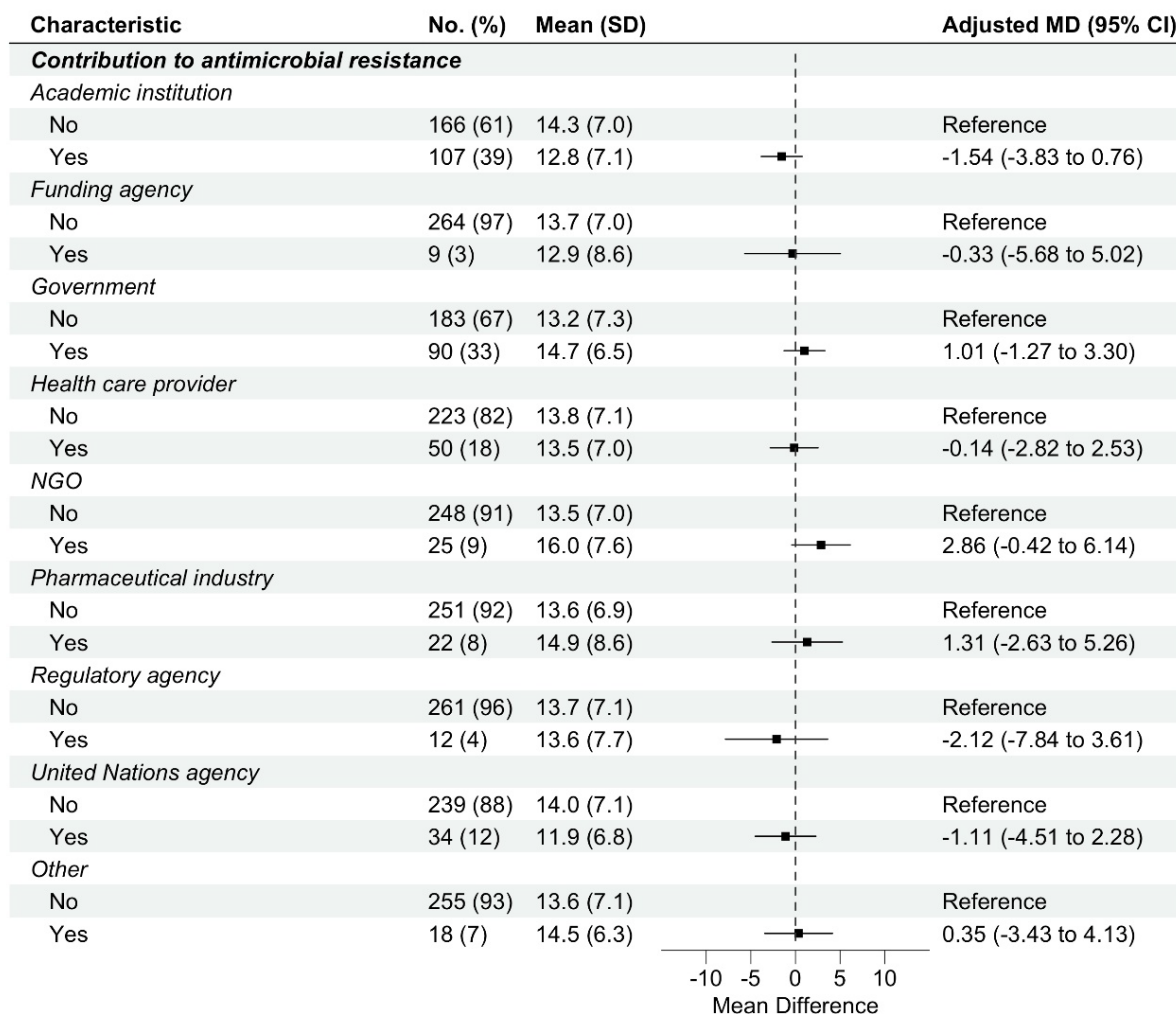 Characteristic No. (%) Mean (SD) Adjusted MD (95% CI)
Contribution to antimicrobial resistance
Academic institution
No 166 (61) 14.3 (7.0) Reference
Yes 107 (39) 12.8 (7.1) -1.54 (-3.83 to 0.76)
Funding agency
No 264 (97) 13.7 (7.0) Reference
Yes 9 (3) 12.9 (8.6) -0.33 (-5.68 to 5.02)
Government
No 183 (67) 13.2 (7.3) Reference
Yes 90 (33) 14.7 (6.5) 1.01 (-1.27 to 3.30)
Health care provider
No 223 (82) 13.8 (7.1) Reference
Yes 50 (18) 13.5 (7.0) -0.14 (-2.82 to 2.53)
NGO
No 248 (91) 13.5 (7.0) Reference
Yes 25 (9) 16.0 (7.6) 2.86 (-0.42 to 6.14)
Pharmaceutical industry
No 251 (92) 13.6 (6.9) Reference
Yes 22 (8) 14.9 (8.6) 1.31 (-2.63 to 5.26)
Regulatory agency
No 261 (96) 13.7 (7.1) Reference
Yes 12 (4) 13.6 (7.7) -2.12 (-7.84 to 3.61)
United Nations agency
No 239 (88) 14.0 (7.1) Reference
Yes 34 (12) 11.9 (6.8) -1.11 (-4.51 to 2.28)
Other
No 255 (93) 13.6 (7.1) Reference
Yes 18 (7) 14.5 (6.3) 0.35 (-3.43 to 4.13)
-10 -5 0 5 10
Mean Difference